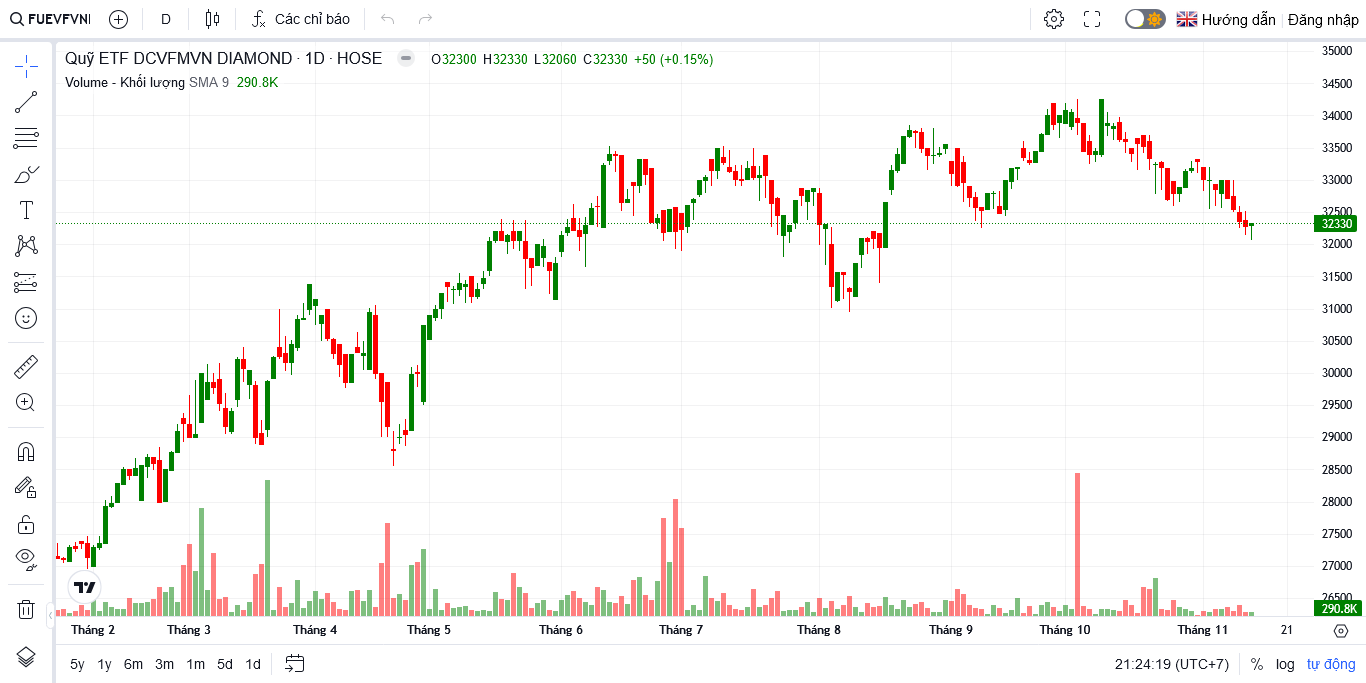 FUEVFVNI
D
Các chỉ báo
Hướng dẫn
Đăng nhập
Quỹ ETF DCVFMVN DIAMOND · 1D · HOSE
O32300 H32330 L32060 C32330 +50 (+0.15%)
Volume - Khối lượng SMA 9 290.8K
35000
34500
34000
33500
33000
32500
32330
32000
31500
31000
30500
30000
29500
29000
28500
28000
27500
27000
26500
290.8K
Tháng 2
Tháng 3
Tháng 4
Tháng 5
Tháng 6
Tháng 7
Tháng 8
Tháng 9
Tháng 10
Tháng 11
21
5y 1y 6m 3m 1m 5d 1d
21:24:19 (UTC+7)
% log tự động